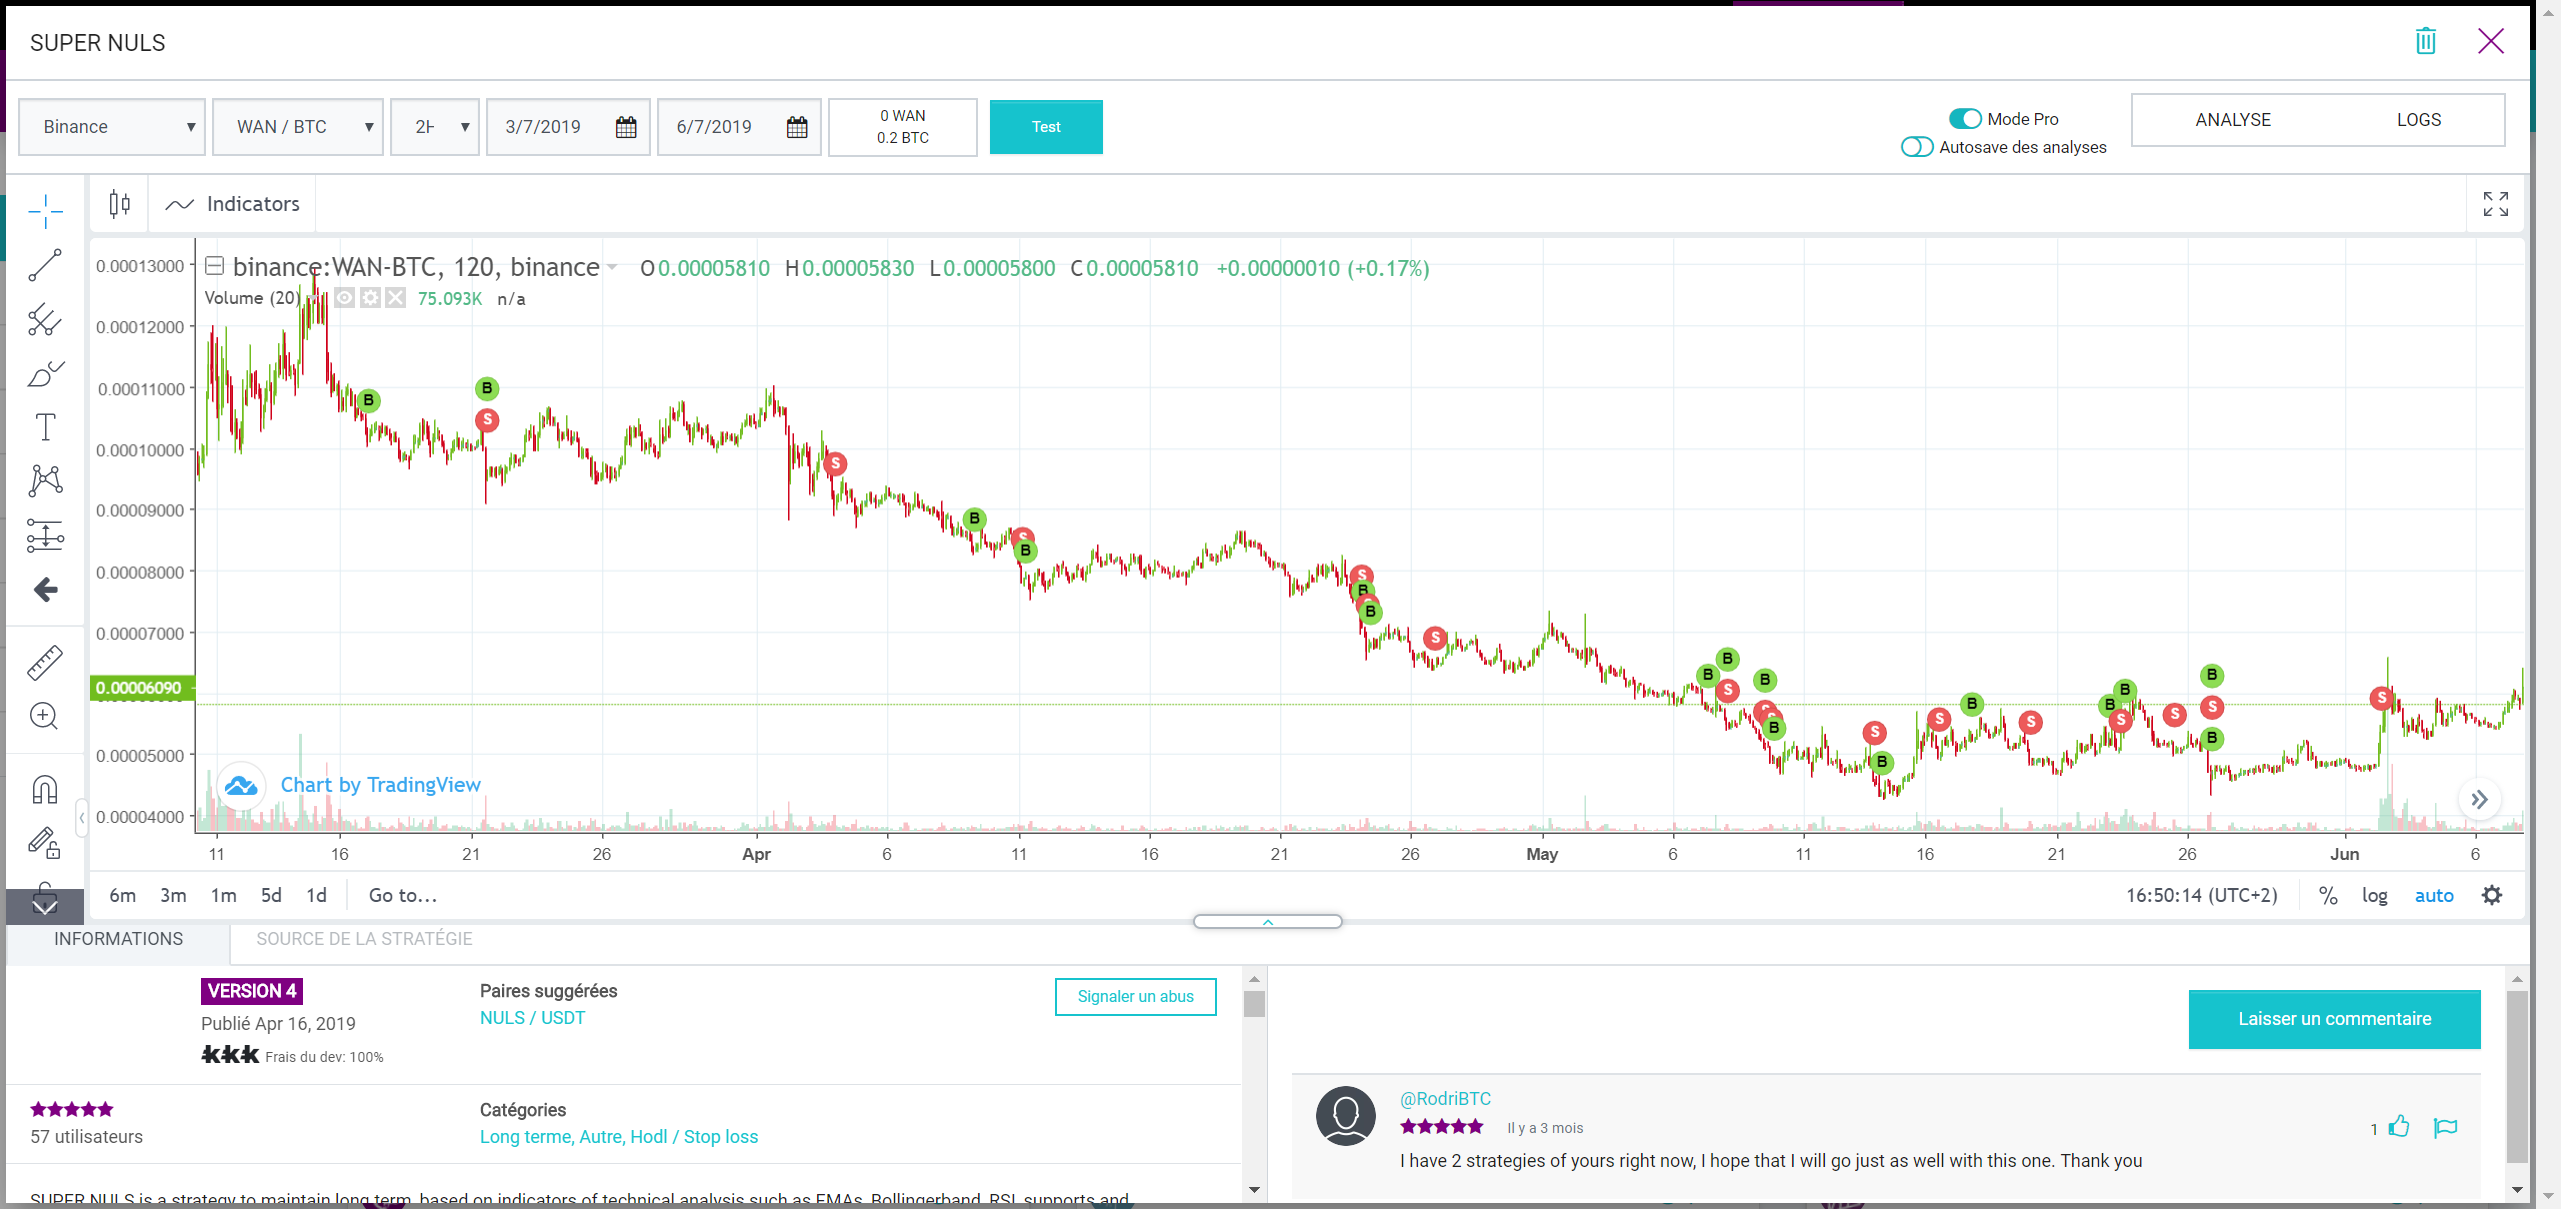 SUPER NULS
Binance
WAN / BTC
2H
3/7/2019
6/7/2019
0 WAN
0.2 BTC
Test
Mode Pro
Autosave des analyses
ANALYSE
LOGS
Indicators
binance:WAN-BTC, 120, binance
O 0.00005810 H 0.00005830 L 0.00005800 C 0.00005810 +0.00000010 (+0.17%)
Volume (20)
75.093K n/a
0.00013000
0.00012000
0.00011000
0.00010000
0.00009000
0.00008000
0.00007000
0.00006090
0.00005000
0.00004000
B
B
S
S
B
S
B
S
B
B
S
B
B
S
B
S
B
S
B
S
B
S
B
B
S
S
B
S
B
S
Chart by TradingView
11 16 21 26 Apr 6 11 16 21 26 May 6 11 16 21 26 Jun 6
6m 3m 1m 5d 1d Go to...
16:50:14 (UTC+2) % log auto
INFORMATIONS
SOURCE DE LA STRATÉGIE
VERSION 4
Publié Apr 16, 2019
Frais du dev: 100%
Paires suggérées
NULS / USDT
Signaler un abus
57 utilisateurs
Catégories
Long terme, Autre, Hodl / Stop loss
SUPER NULS is a strategy to maintain long term, based on indicators of technical analysis such as EMAs, Bollingerband, RSI, supports and
Laisser un commentaire
@RodriBTC
Il y a 3 mois
1
I have 2 strategies of yours right now, I hope that I will go just as well with this one. Thank you